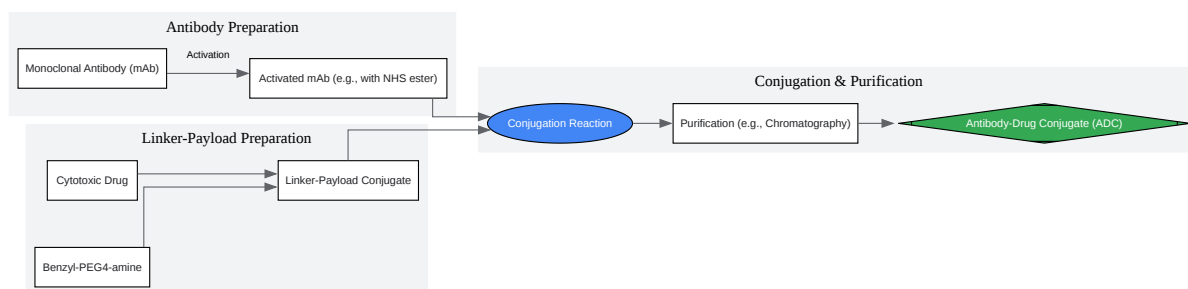 Antibody Preparation
Monoclonal Antibody (mAb)
Activation
Activated mAb (e.g., with NHS ester)
Linker-Payload Preparation
Cytotoxic Drug
Linker-Payload Conjugate
Benzyl-PEG4-amine
Conjugation & Purification
Conjugation Reaction
Purification (e.g., Chromatography)
Antibody-Drug Conjugate (ADC)